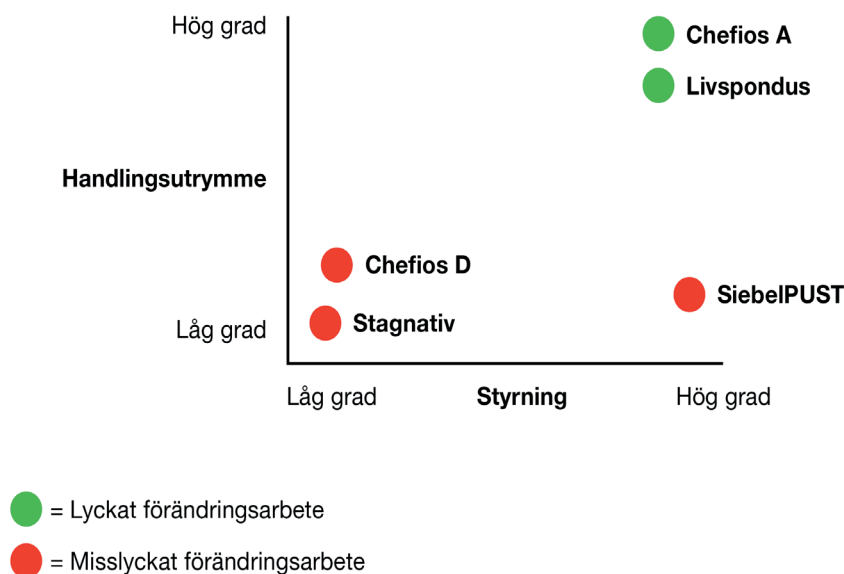 Hög grad
Chefios A
Livspondus
Handlingsutrymme
Chefios D
SiebelPUST
Stagnativ
Låg grad
Låg grad Styrning Hög grad
= Lyckat förändringsarbete
= Misslyckat förändringsarbete